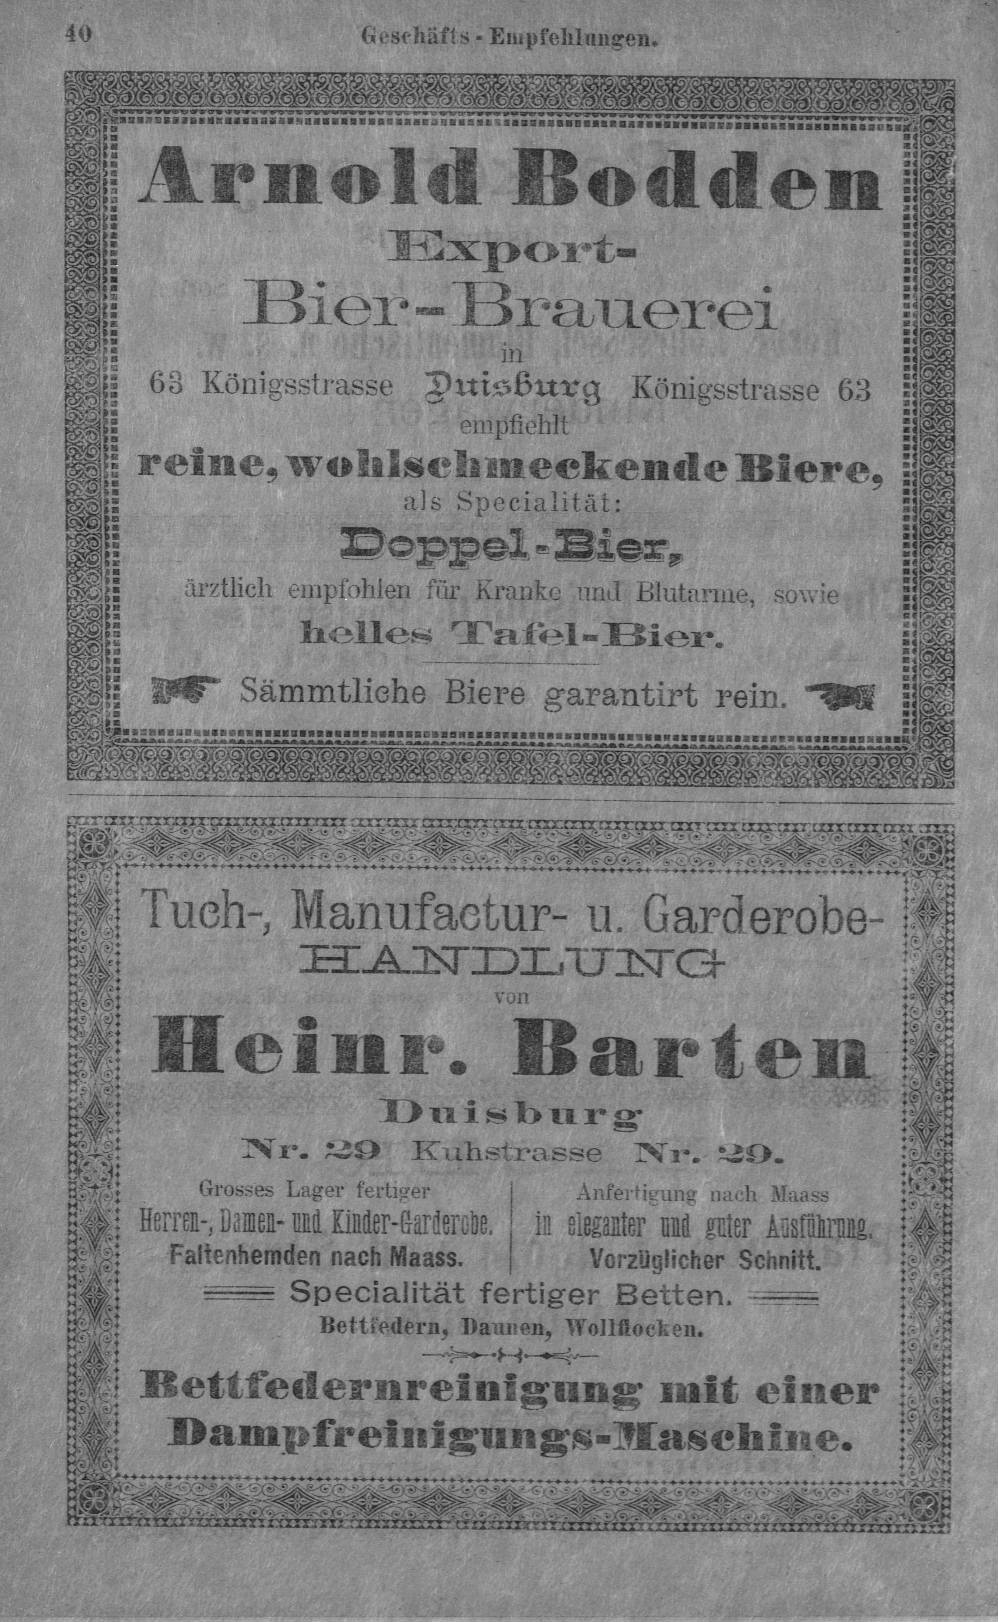 40
Geschäfts-Empfehlungen.
Arnold Bodden
Export-
Bier-Brauerei
in
63 Königsstrasse Duisburg Königsstrasse 63
empfiehlt
reine, wohlschmeckende Biere,
als Specialität:
Doppel-Bier,
ärztlich empfohlen für Kranke und Blutarme, sowie
helles Tafel-Bier.
Sämmtliche Biere garantirt rein.
Tuch-, Manufactur- u. Garderobe-
HANDLUNG
von
Heinr. Barten
Duisburg
Nr. 29 Kuhstrasse Nr. 29.
Grosses Lager fertiger
Herren-, Damen- und Kinder-Garderobe.
Faltenhemden nach Maass.
Anfertigung nach Maass
in eleganter und guter Ausführung.
Vorzüglicher Schnitt.
Specialität fertiger Betten.
Bettfedern, Daunen, Wollflocken.
Bettfedernreinigung mit einer
Dampfreinigungs-Maschine.